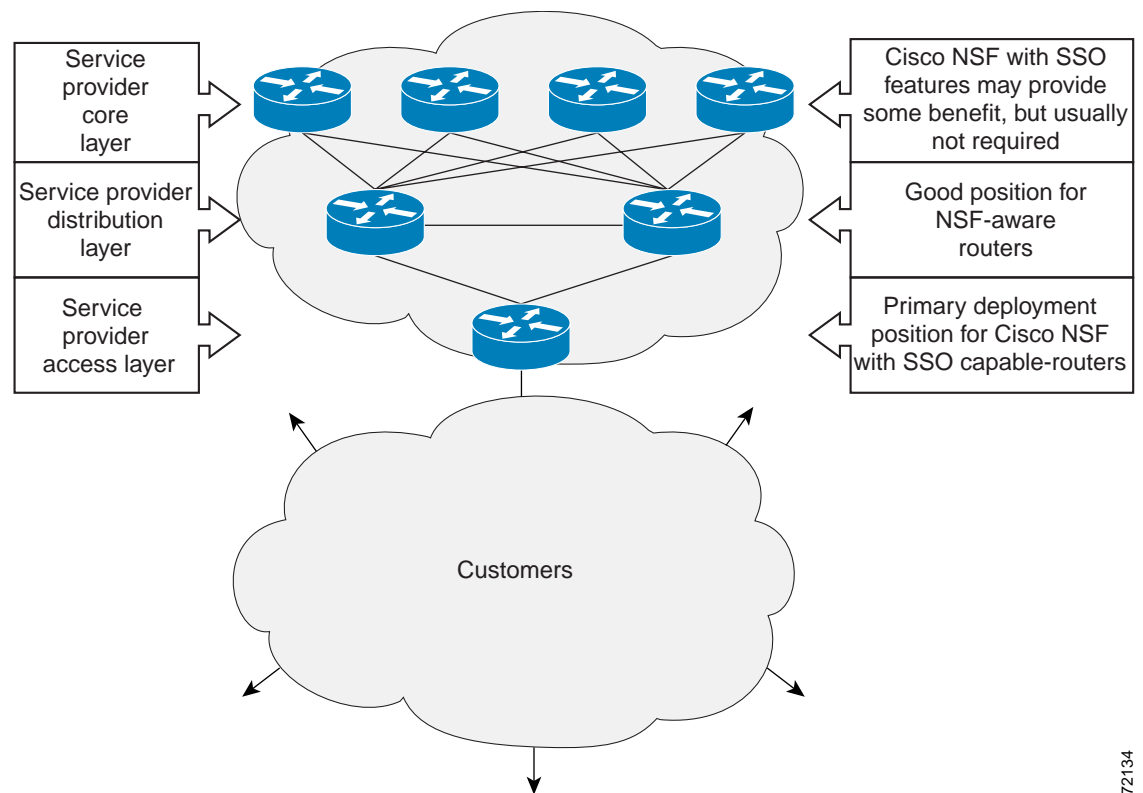 Service
provider
core
layer
Cisco NSF with SSO
features may provide
some benefit, but usually
not required
Service provider
distribution
layer
Good position for
NSF-aware
routers
Service
provider
access layer
Primary deployment
position for Cisco NSF
with SSO capable-routers
Customers
72134